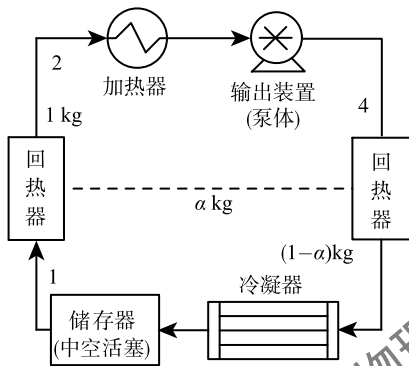 2
加热器
输出装置
(泵体)
4
1 kg
回
热
器
α kg
回
热
器
(1−α)kg
1
冷凝器
储存器
(中空活塞)